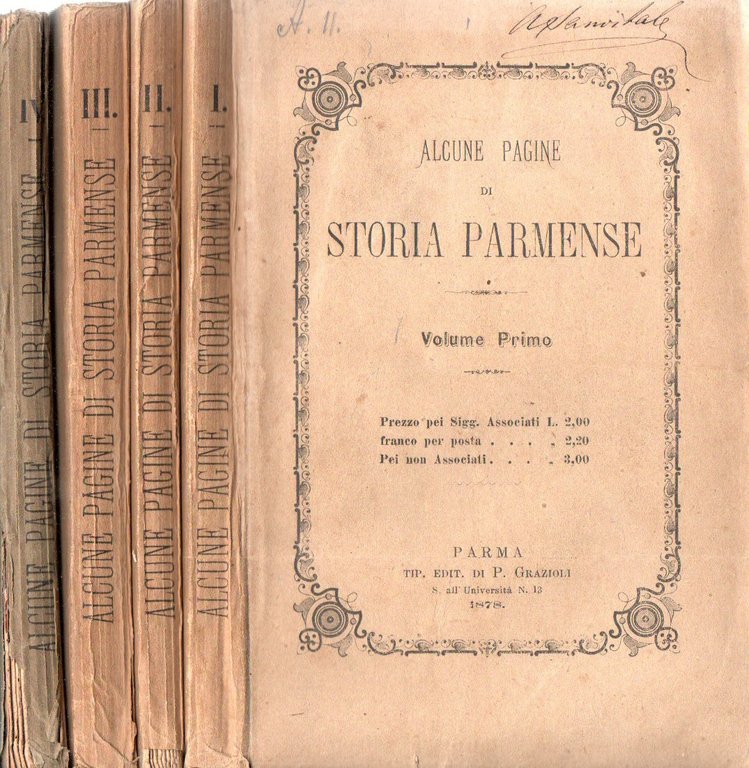 IV
ALCUNE PAGINE DI STORIA PARMENSE
III.
ALCUNE PAGINE DI STORIA PARMENSE
II.
ALCUNE PAGINE DI STORIA PARMENSE
I.
ALCUNE PAGINE DI STORIA PARMENSE
A. 11.
ALCUNE PAGINE
DI
STORIA PARMENSE
Volume Primo
Prezzo pei Sigg. Associati L. 2,00
franco per posta . . . „ 2,20
Pei non Associati . . . „ 3,00
PARMA
TIP. EDIT. DI P. GRAZIOLI
S. all' Università N. 13
1878.